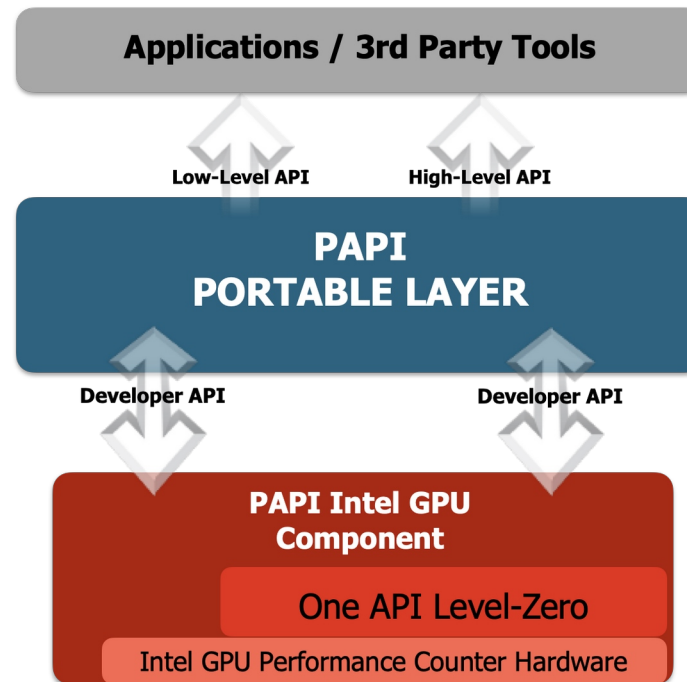 Applications / 3rd Party Tools
Low-Level API
High-Level API
PAPI
PORTABLE LAYER
Developer API
Developer API
PAPI Intel GPU
Component
One API Level-Zero
Intel GPU Performance Counter Hardware